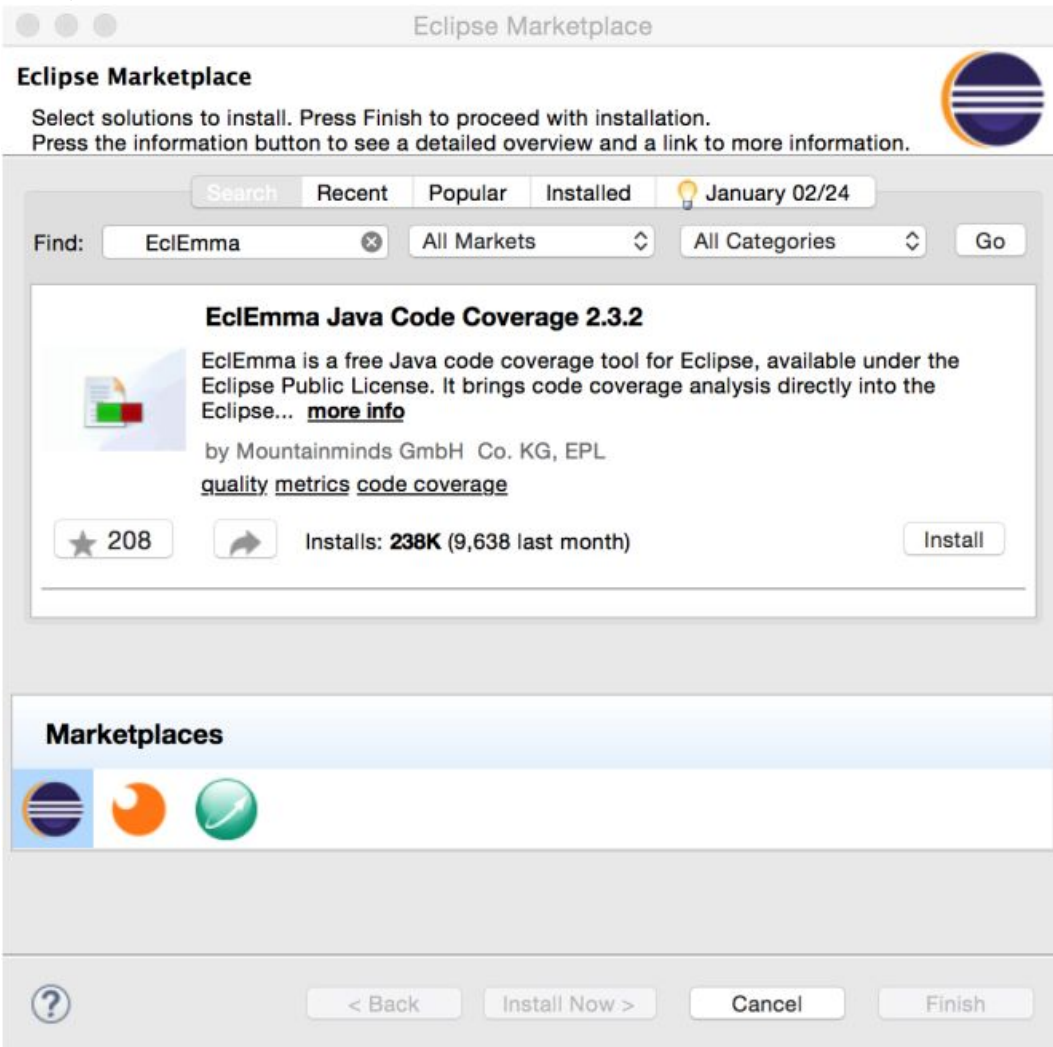 Eclipse Marketplace
Eclipse Marketplace
Select solutions to install. Press Finish to proceed with installation.
Press the information button to see a detailed overview and a link to more information.
Search Recent Popular Installed January 02/24
Find: EclEmma All Markets All Categories Go
EclEmma Java Code Coverage 2.3.2
EclEmma is a free Java code coverage tool for Eclipse, available under the
Eclipse Public License. It brings code coverage analysis directly into the
Eclipse... more info
by Mountainminds GmbH Co. KG, EPL
quality metrics code coverage
208 Installs: 238K (9,638 last month) Install
Marketplaces
? < Back Install Now > Cancel Finish